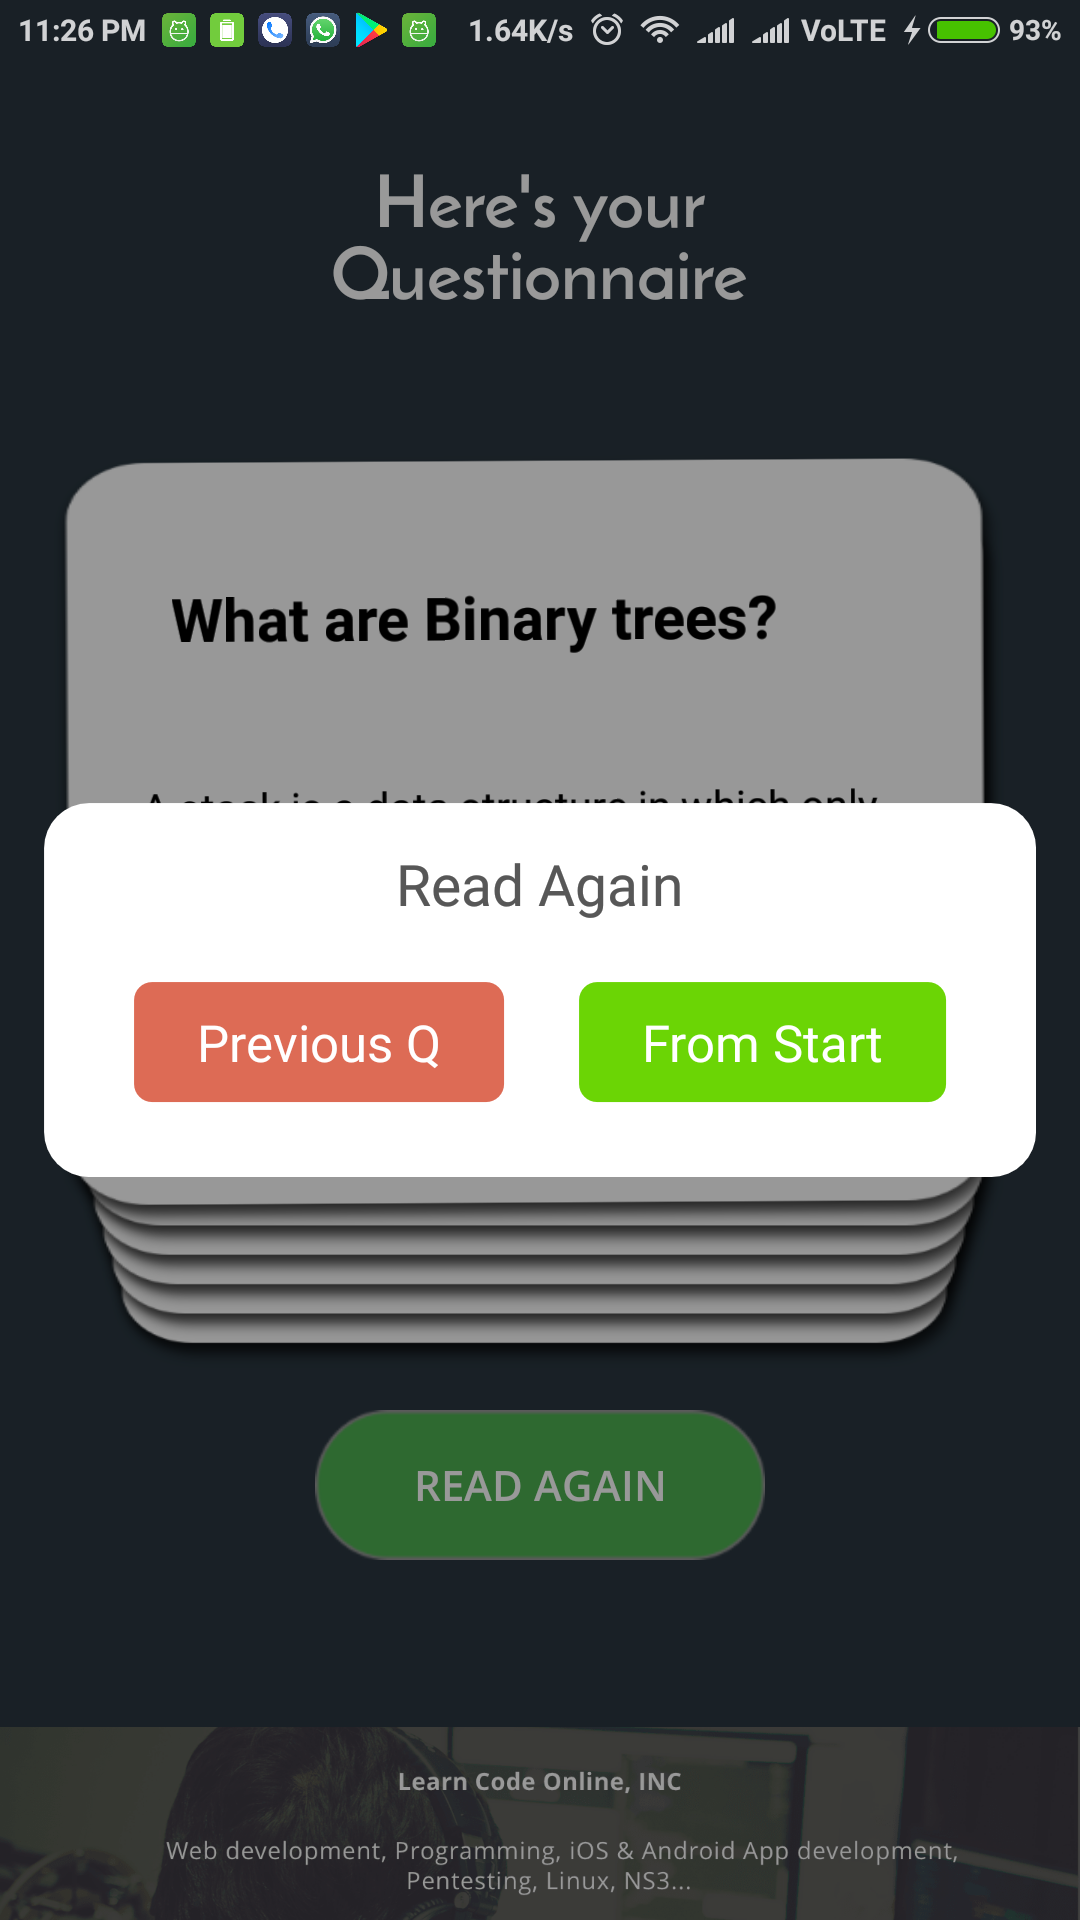 11:26 PM 1.64K/s VoLTE 93%
Here's your
Questionnaire
What are Binary trees?
A stack is a data structure in which only
Read Again
Previous Q From Start
READ AGAIN
Learn Code Online, INC
Web development, Programming, iOS & Android App development,
Pentesting, Linux, NS3...